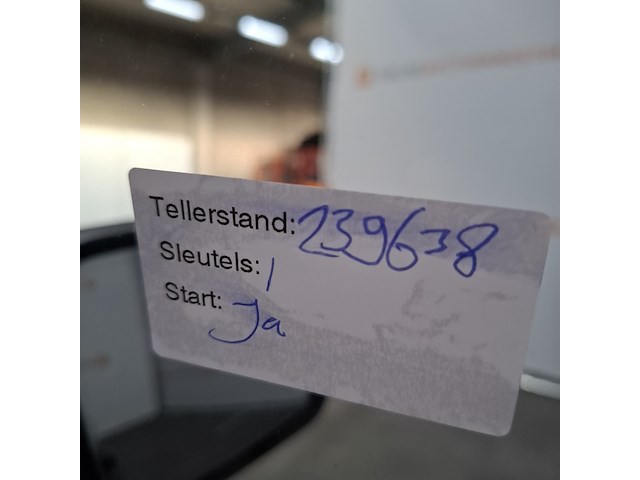 Tellerstand: 239638
Sleutels: 1
Start: Ja